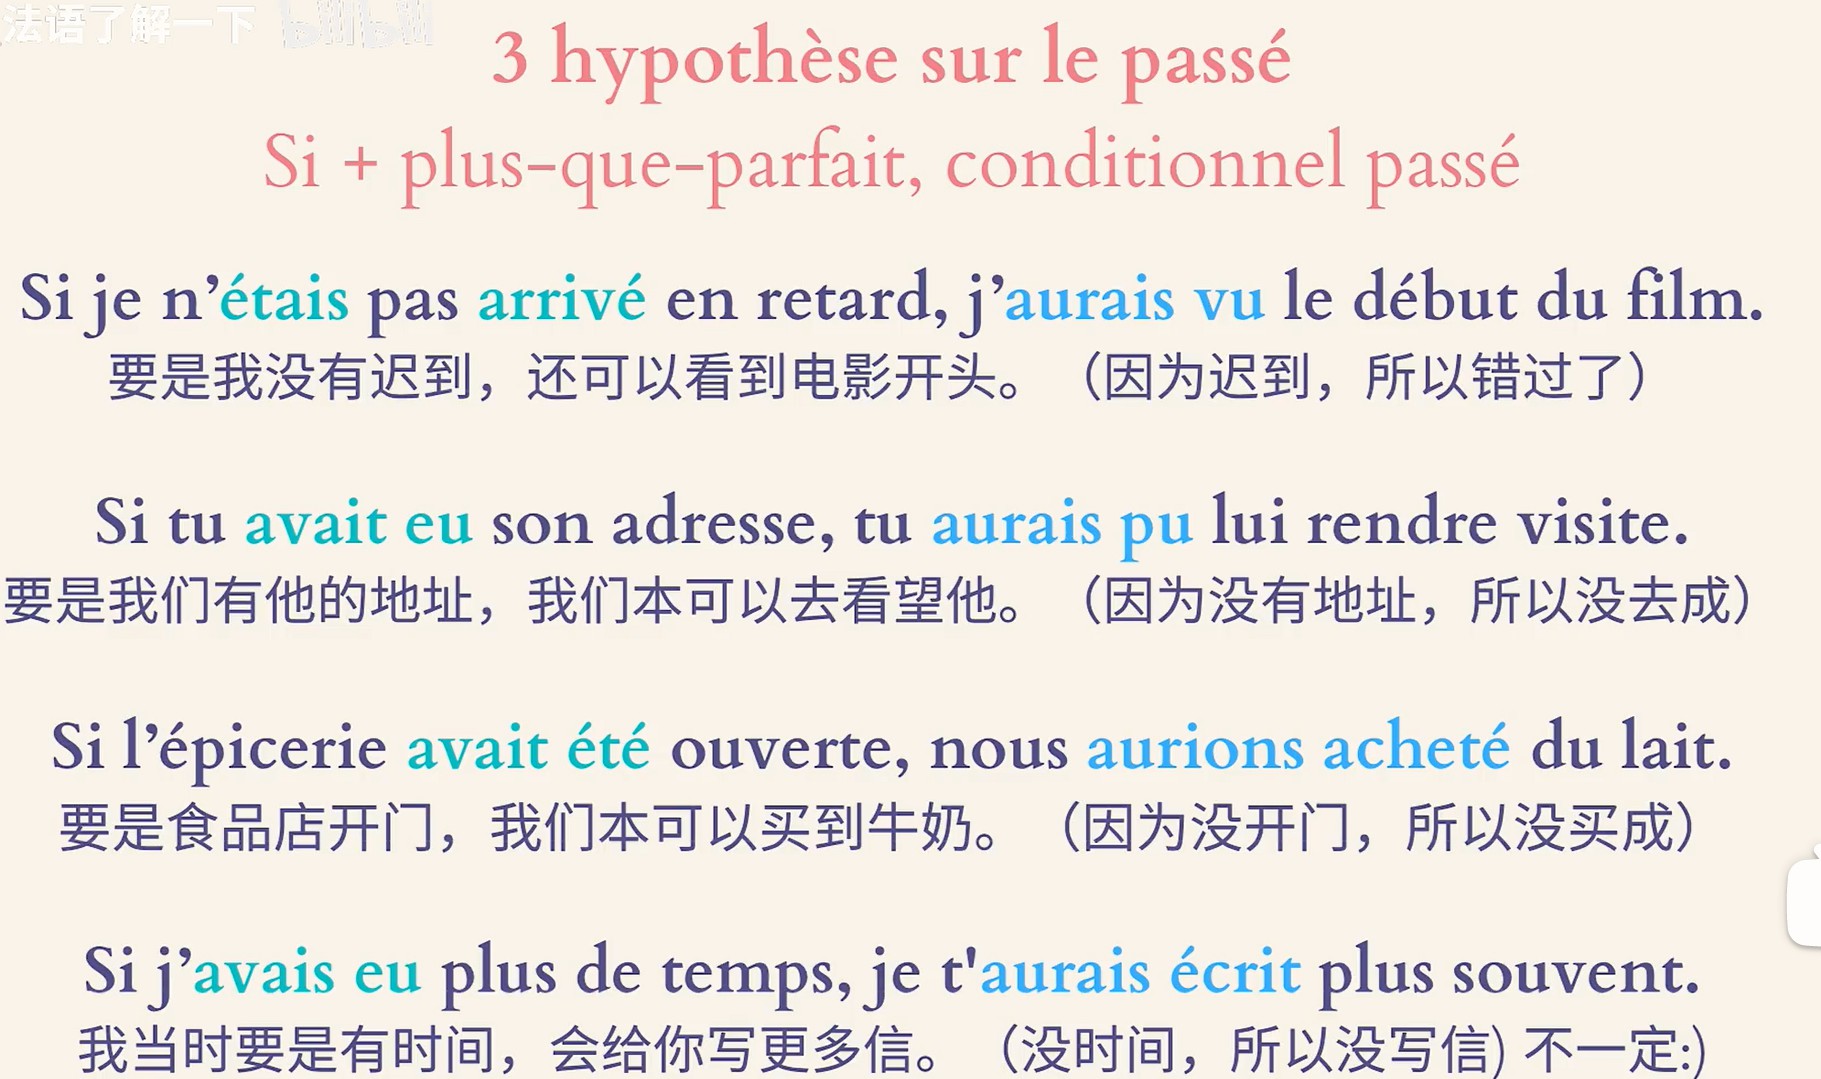 法语了解一下 bilibili
3 hypothèse sur le passé
Si + plus-que-parfait, conditionnel passé
Si je n’étais pas arrivé en retard, j’aurais vu le début du film.
要是我没有迟到，还可以看到电影开头。（因为迟到，所以错过了）
Si tu avait eu son adresse, tu aurais pu lui rendre visite.
要是我们有他的地址，我们本可以去看望他。（因为没有地址，所以没去成）
Si l’épicerie avait été ouverte, nous aurions acheté du lait.
要是食品店开门，我们本可以买到牛奶。（因为没开门，所以没买成）
Si j’avais eu plus de temps, je t'aurais écrit plus souvent.
我当时要是有时间，会给你写更多信。（没时间，所以没写信) 不一定:)